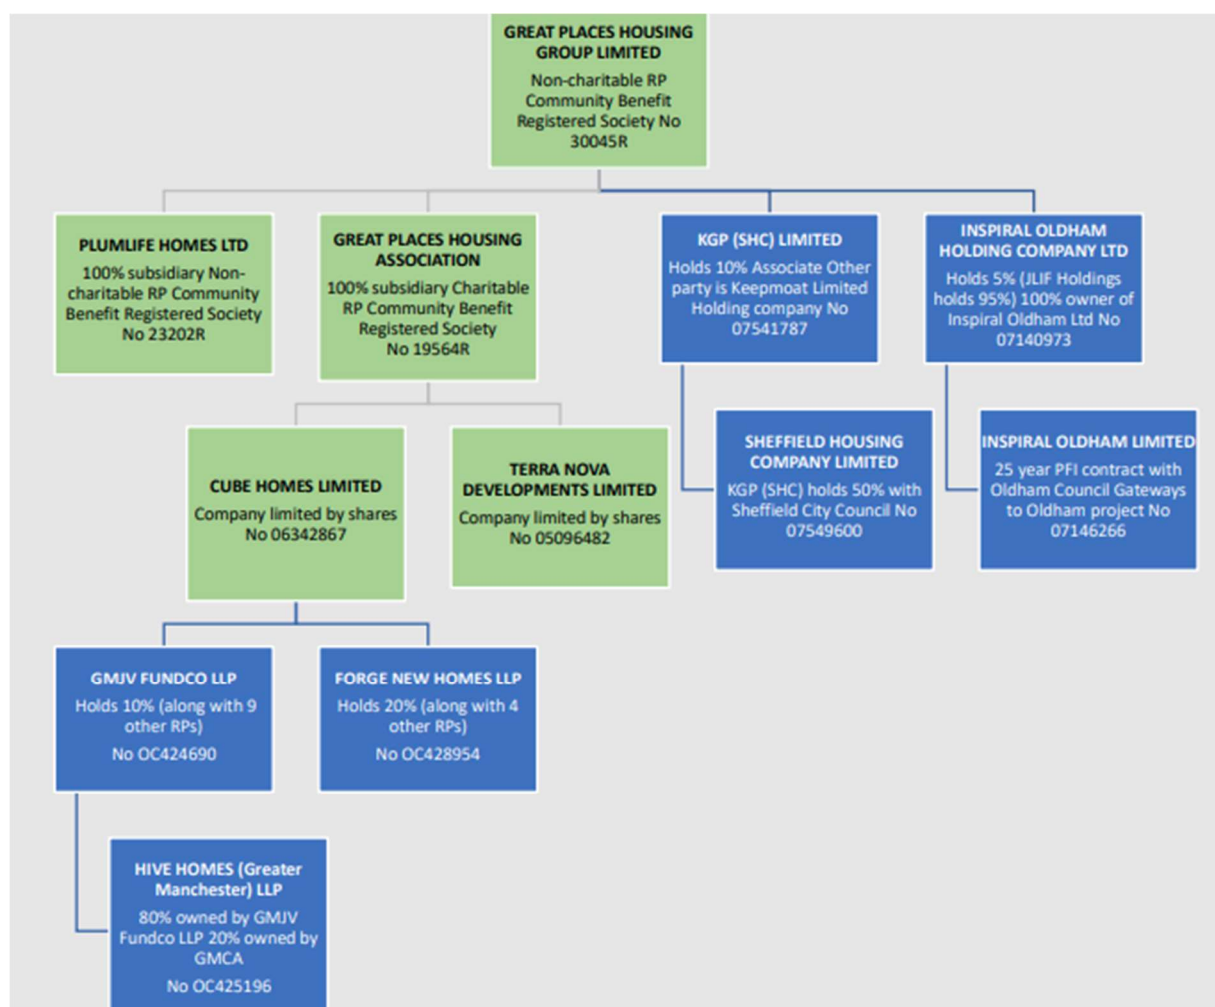 GREAT PLACES HOUSING
GROUP LIMITED
Non-charitable RP
Community Benefit
Registered Society No
30045R
PLUMLIFE HOMES LTD
100% subsidiary Non-
charitable RP Community
Benefit Registered Society
No 23202R
GREAT PLACES HOUSING
ASSOCIATION
100% subsidiary Charitable
RP Community Benefit
Registered Society
No 19564R
KGP (SHC) LIMITED
Holds 10% Associate Other
party is Keepmoat Limited
Holding company No
07541787
INSPIRAL OLDHAM
HOLDING COMPANY LTD
Holds 5% (JLIF Holdings
holds 95%) 100% owner of
Inspiral Oldham Ltd No
07140973
CUBE HOMES LIMITED
Company limited by shares
No 06342867
TERRA NOVA
DEVELOPMENTS LIMITED
Company limited by shares
No 05096482
SHEFFIELD HOUSING
COMPANY LIMITED
KGP (SHC) holds 50% with
Sheffield City Council No
07549600
INSPIRAL OLDHAM LIMITED
25 year PFI contract with
Oldham Council Gateways
to Oldham project No
07146266
GMJV FUNDCO LLP
Holds 10% (along with 9
other RPs)
No OC424690
FORGE NEW HOMES LLP
Holds 20% (along with 4
other RPs)
No OC428954
HIVE HOMES (Greater
Manchester) LLP
80% owned by GMJV
Fundco LLP 20% owned by
GMCA
No OC425196